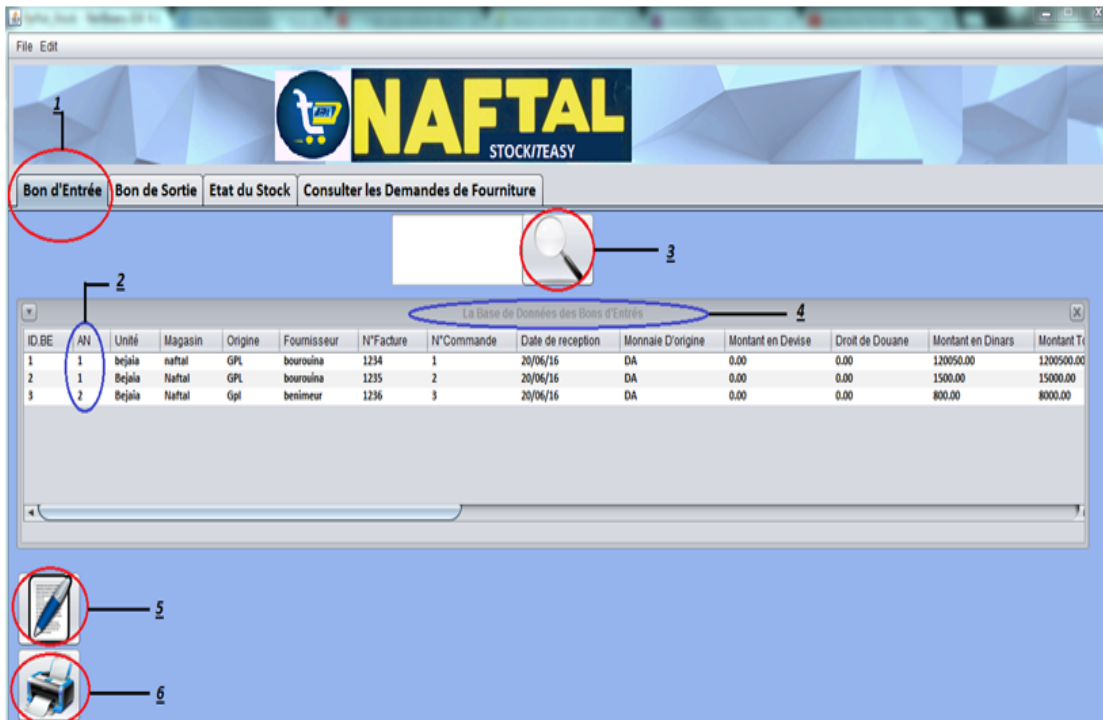 File Edit
NAFTAL
STOCK/TEASY
1
Bon d'Entrée Bon de Sortie Etat du Stock Consulter les Demandes de Fourniture
3
2
La Base de Données des Bons d'Entrés
4
ID.BE AN Unité Magasin Origine Fournisseur N°Facture N°Commande Date de reception Monnaie D'origine Montant en Devise Droit de Douane Montant en Dinars Montant
1 1 bejaia naftal GPL bourouina 1234 1 20/06/16 DA 0.00 0.00 120050.00 1200500.00
2 1 Bejaia Naftal GPL bourouina 1235 2 20/06/16 DA 0.00 0.00 1500.00 15000.00
3 2 Bejaia Naftal Gpl benimeur 1236 3 20/06/16 DA 0.00 0.00 800.00 8000.00
5
6